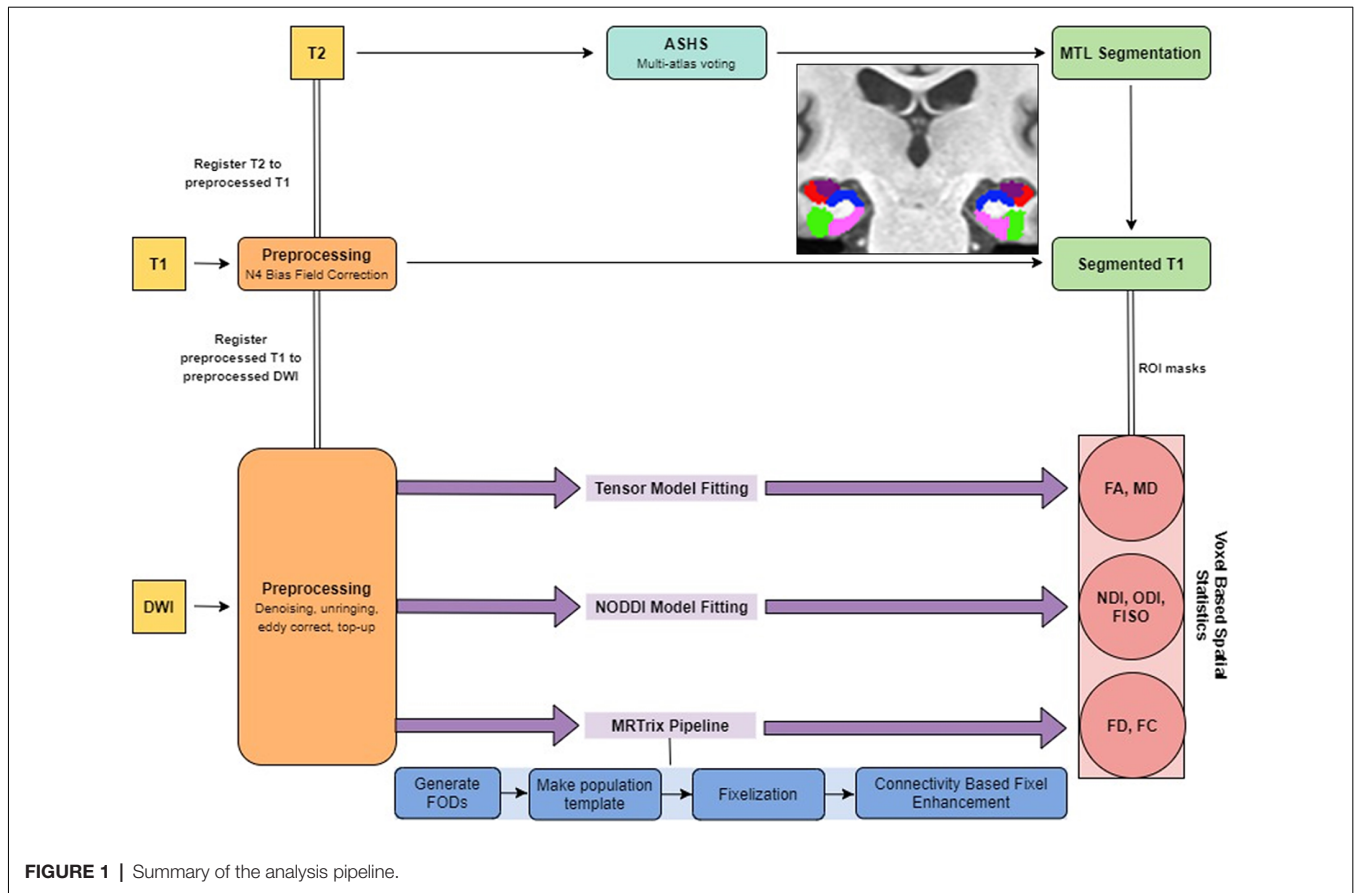 T2
ASHS
Multi-atlas voting
MTL Segmentation
Register T2 to
preprocessed T1
T1
Preprocessing
N4 Bias Field Correction
Segmented T1
Register
preprocessed T1 to
preprocessed DWI
ROI masks
Tensor Model Fitting
FA, MD
DWI
Preprocessing
Denoising, unringing,
eddy correct, top-up
NODDI Model Fitting
NDI, ODI,
FISO
Voxel Based Spatial
Statistics
MRTrix Pipeline
FD, FC
Generate
FODs
Make population
template
Fixelization
Connectivity Based Fixel
Enhancement
FIGURE 1 | Summary of the analysis pipeline.